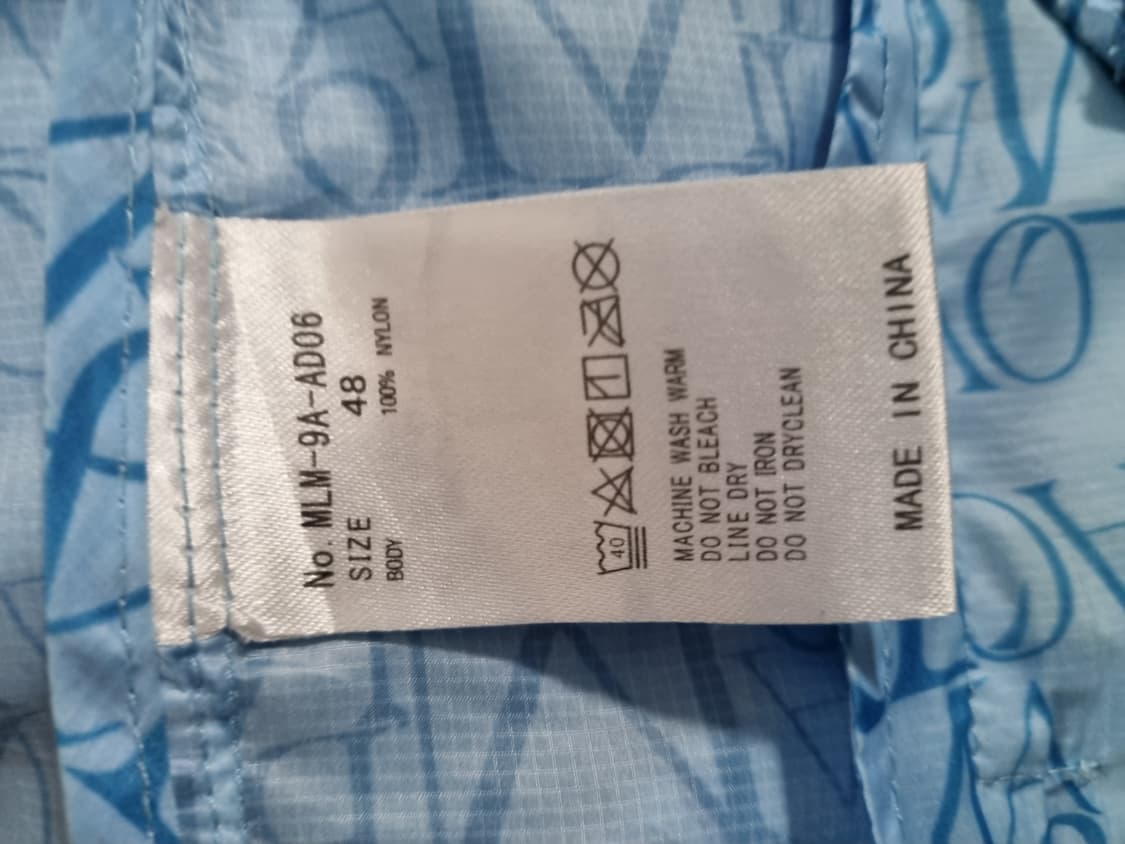 No. MLM-9A-AD06
SIZE 48
BODY 100% NYLON
40
MACHINE WASH WARM
DO NOT BLEACH
LINE DRY
DO NOT IRON
DO NOT DRYCLEAN
MADE IN CHINA